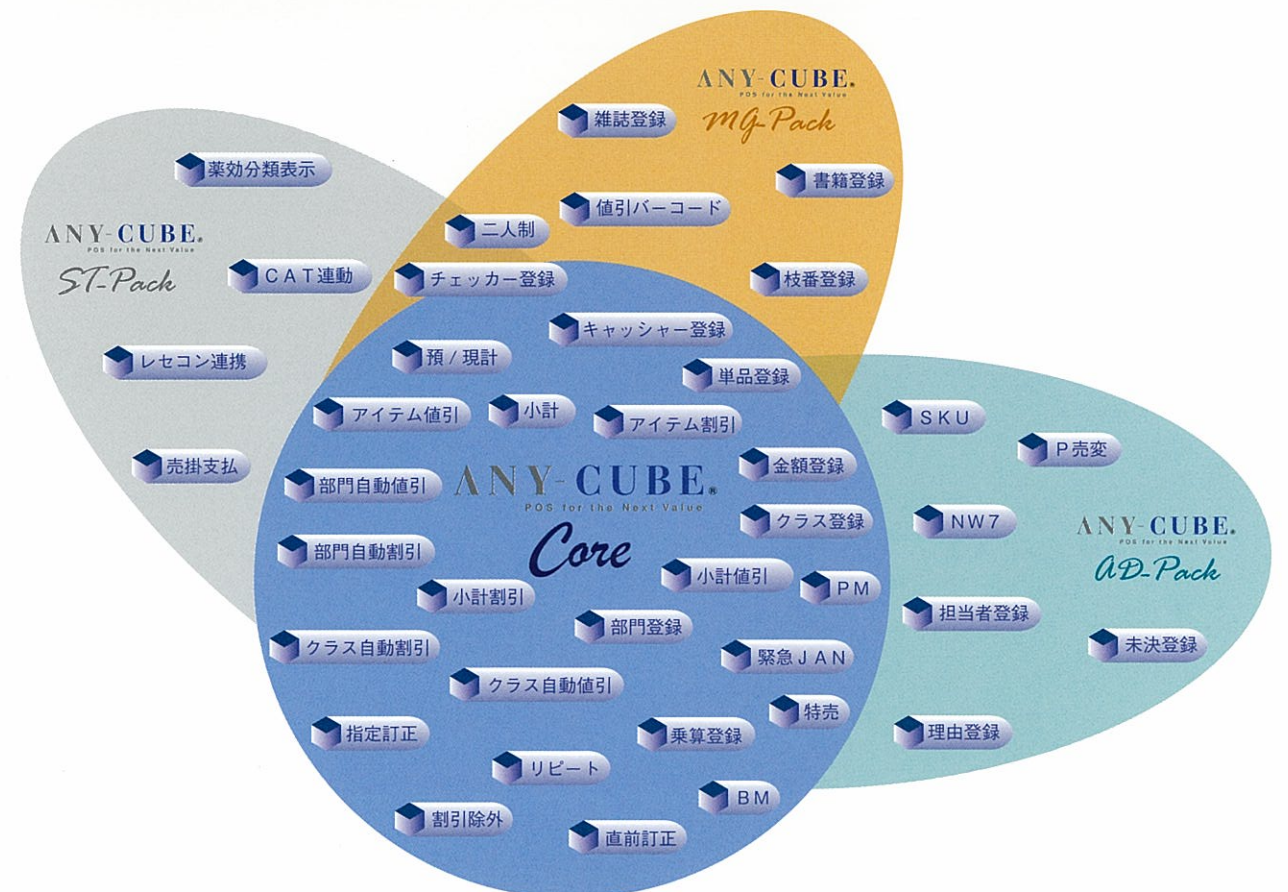 ANY-CUBE®
POS for the Next Value
MG-Pack
雑誌登録
書籍登録
値引バーコード
二人制
枝番登録
チェッカー登録
薬効分類表示
ANY-CUBE®
POS for the Next Value
ST-Pack
CAT連動
レセコン連携
売掛支払
キャッシャー登録
預/現計
単品登録
アイテム値引
小計
アイテム割引
金額登録
部門自動値引
ANY-CUBE®
POS for the Next Value
Core
クラス登録
部門自動割引
小計値引
PM
小計割引
部門登録
クラス自動割引
緊急JAN
クラス自動値引
特売
指定訂正
乗算登録
リピート
BM
割引除外
直前訂正
SKU
P売変
NW7
ANY-CUBE®
POS for the Next Value
AD-Pack
担当者登録
未決登録
理由登録